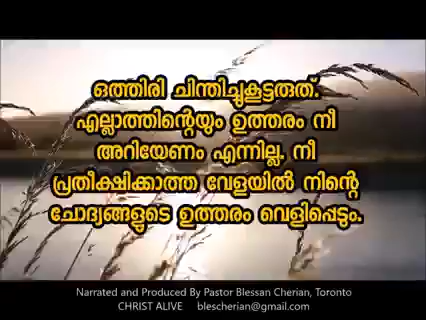 ഒത്തിരി ചിന്തിച്ചുകൂട്ടരുത്.
എല്ലാത്തിന്റെയും ഉത്തരം നീ
അറിയേണം എന്നില്ല. നീ
പ്രതീക്ഷിക്കാത്ത വേളയിൽ നിന്റെ
ചോദ്യങ്ങളുടെ ഉത്തരം വെളിപ്പെടും.
Narrated and Produced By Pastor Blessan Cherian, Toronto
CHRIST ALIVE blescherian@gmail.com